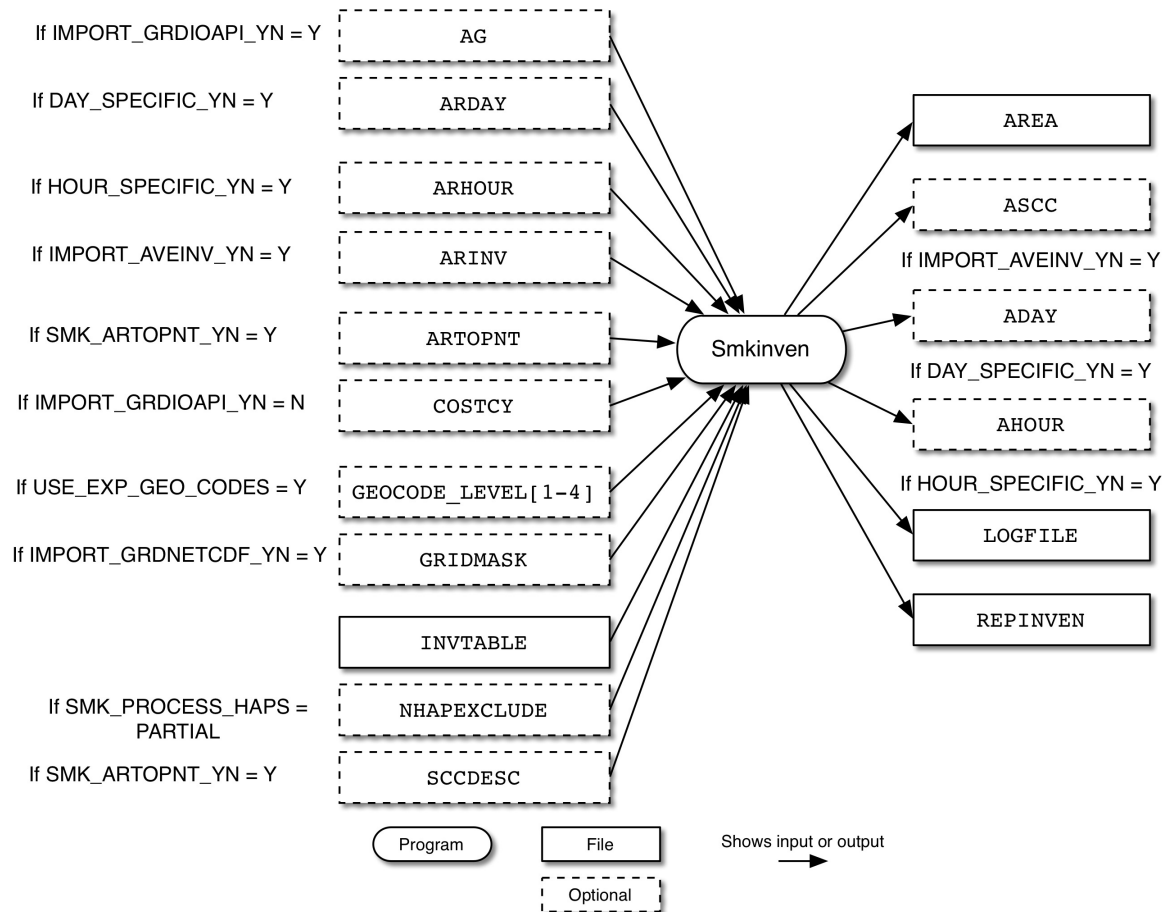 If IMPORT_GRDIOAPI_YN = Y
AG
If DAY_SPECIFIC_YN = Y
ARDAY
If HOUR_SPECIFIC_YN = Y
ARHOUR
If IMPORT_AVEINV_YN = Y
ARINV
If SMK_ARTOPNT_YN = Y
ARTOPNT
If IMPORT_GRDIOAPI_YN = N
COSTCY
If USE_EXP_GEO_CODES = Y
GEOCODE_LEVEL[1-4]
If IMPORT_GRDNETCDF_YN = Y
GRIDMASK
INVTABLE
If SMK_PROCESS_HAPS =
PARTIAL
NHAPEXCLUDE
If SMK_ARTOPNT_YN = Y
SCCDESC
Smkinven
AREA
ASCC
If IMPORT_AVEINV_YN = Y
ADAY
If DAY_SPECIFIC_YN = Y
AHOUR
If HOUR_SPECIFIC_YN = Y
LOGFILE
REPINVEN
Program
File
Shows input or output
Optional